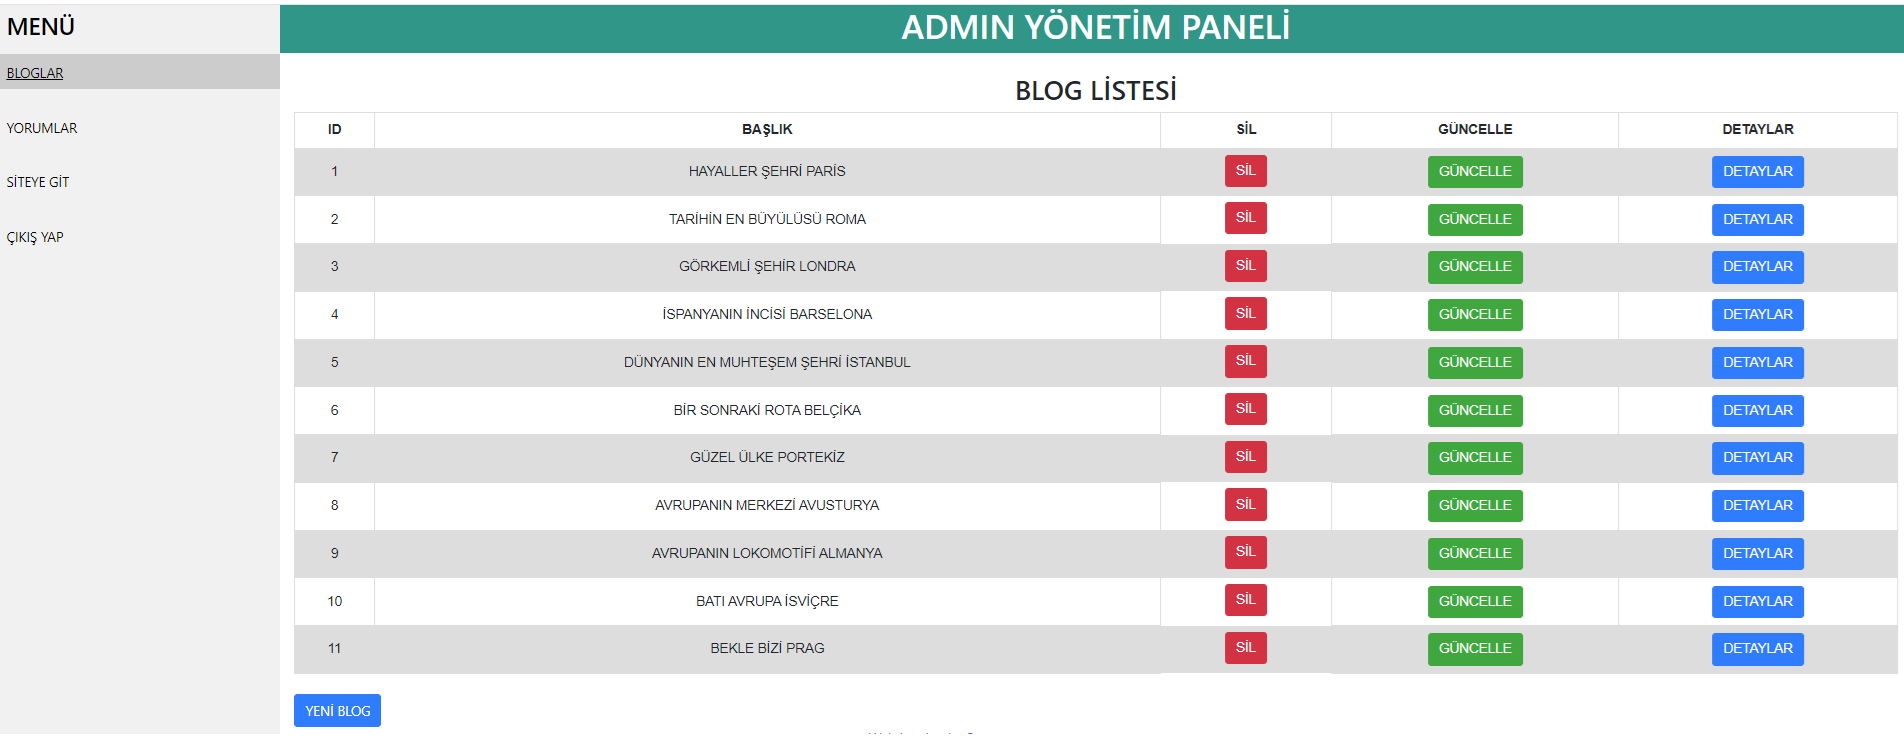 MENÜ
BLOGLAR
YORUMLAR
SİTEYE GİT
ÇIKIŞ YAP
ADMIN YÖNETİM PANELİ
BLOG LİSTESİ
ID BAŞLIK SİL GÜNCELLE DETAYLAR
1 HAYALLER ŞEHRİ PARİS SİL GÜNCELLE DETAYLAR
2 TARİHİN EN BÜYÜLÜSÜ ROMA SİL GÜNCELLE DETAYLAR
3 GÖRKEMLİ ŞEHİR LONDRA SİL GÜNCELLE DETAYLAR
4 İSPANYANIN İNCİSİ BARSELONA SİL GÜNCELLE DETAYLAR
5 DÜNYANIN EN MUHTEŞEM ŞEHRİ İSTANBUL SİL GÜNCELLE DETAYLAR
6 BİR SONRAKİ ROTA BELÇİKA SİL GÜNCELLE DETAYLAR
7 GÜZEL ÜLKE PORTEKİZ SİL GÜNCELLE DETAYLAR
8 AVRUPANIN MERKEZİ AVUSTURYA SİL GÜNCELLE DETAYLAR
9 AVRUPANIN LOKOMOTİFİ ALMANYA SİL GÜNCELLE DETAYLAR
10 BATI AVRUPA İSVİÇRE SİL GÜNCELLE DETAYLAR
11 BEKLE BİZİ PRAG SİL GÜNCELLE DETAYLAR
YENİ BLOG